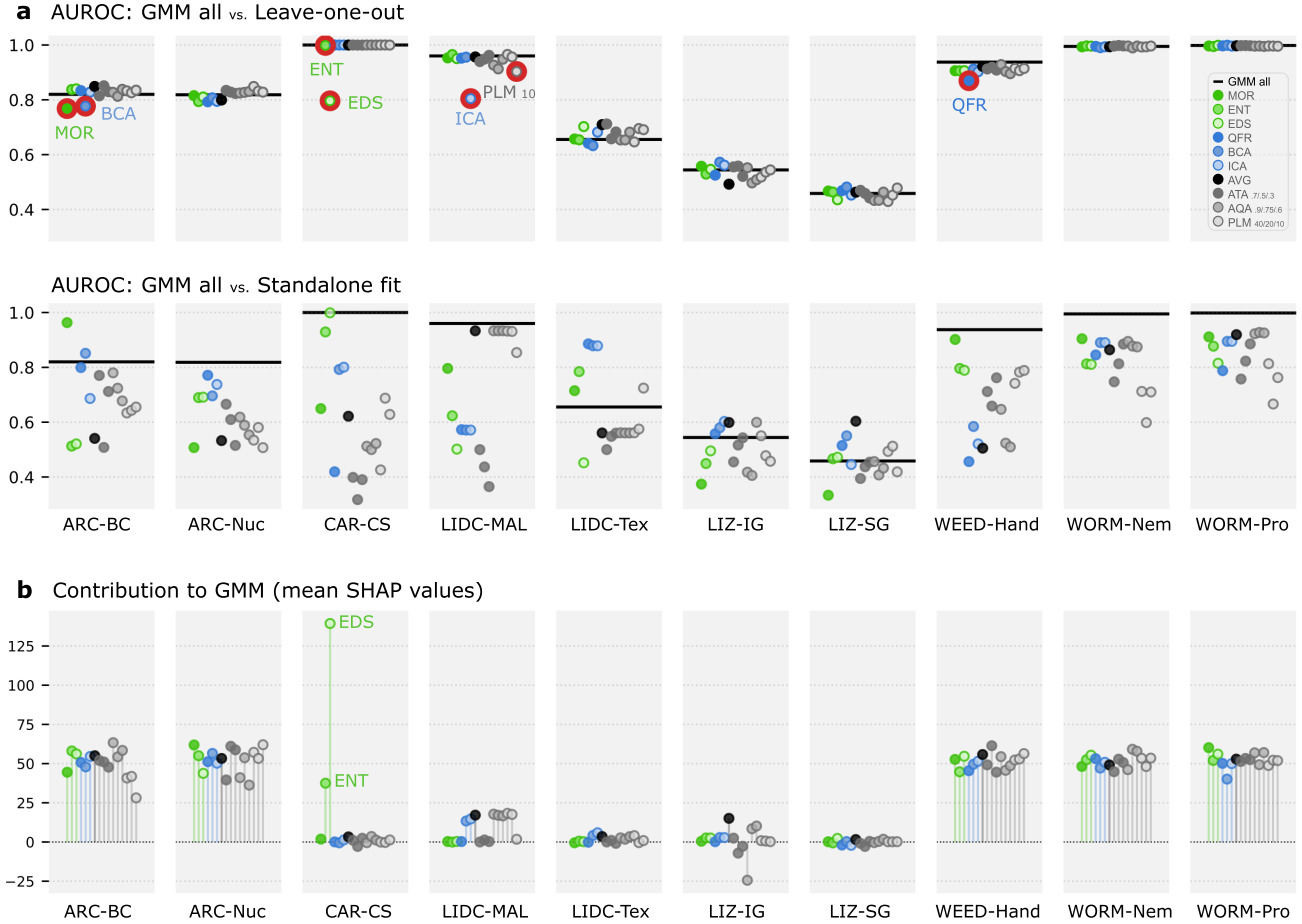 a AUROC: GMM all vs. Leave-one-out
1.0
0.8
0.6
0.4
MOR
BCA
ENT
EDS
ICA
PLM 10
QFR
GMM all
MOR
ENT
EDS
QFR
BCA
ICA
AVG
ATA .7/.5/.3
AQA .9/.75/.6
PLM 40/20/10
AUROC: GMM all vs. Standalone fit
1.0
0.8
0.6
0.4
ARC-BC ARC-Nuc CAR-CS LIDC-MAL LIDC-Tex LIZ-IG LIZ-SG WEED-Hand WORM-Nem WORM-Pro
b Contribution to GMM (mean SHAP values)
125
100
75
50
25
0
−25
EDS
ENT
ARC-BC ARC-Nuc CAR-CS LIDC-MAL LIDC-Tex LIZ-IG LIZ-SG WEED-Hand WORM-Nem WORM-Pro